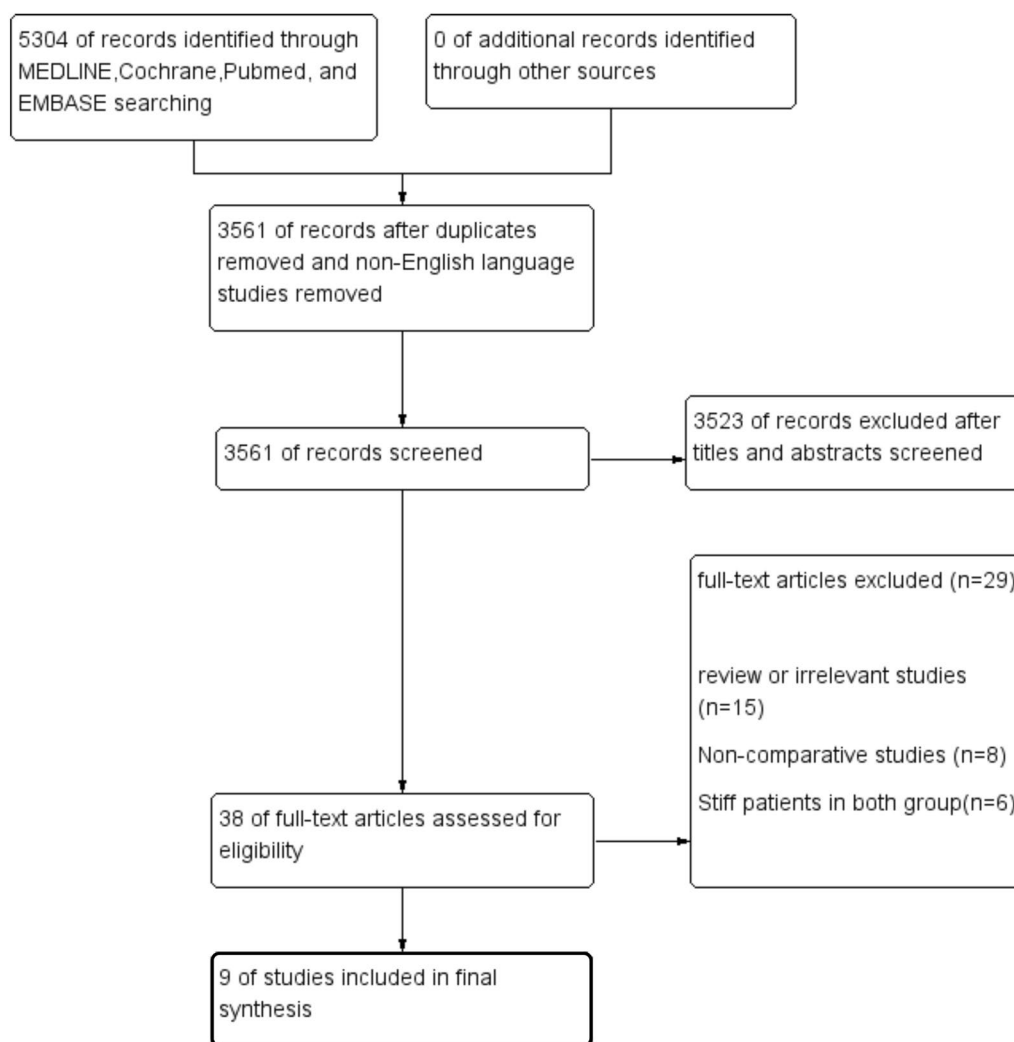 5304 of records identified through
MEDLINE,Cochrane,Pubmed, and
EMBASE searching
0 of additional records identified
through other sources
3561 of records after duplicates
removed and non-English language
studies removed
3561 of records screened
3523 of records excluded after
titles and abstracts screened
full-text articles excluded (n=29)
review or irrelevant studies
(n=15)
Non-comparative studies (n=8)
Stiff patients in both group(n=6)
38 of full-text articles assessed for
eligibility
9 of studies included in final
synthesis